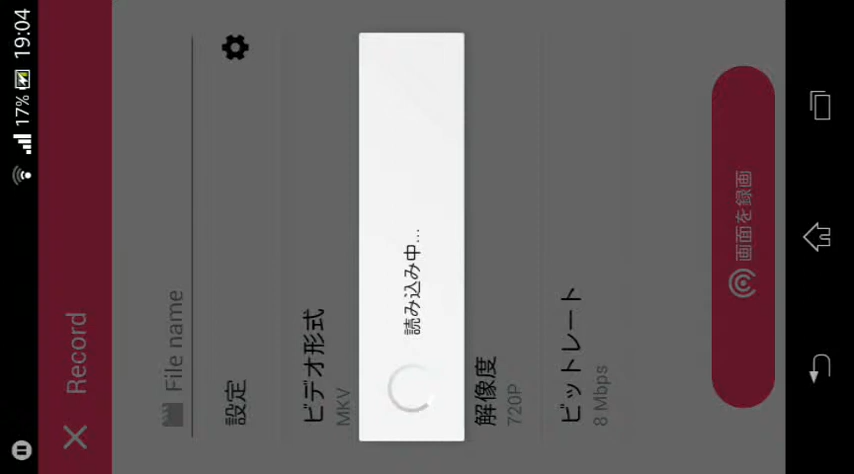 17% 19:04
Record
File name
設定
ビデオ形式
MKV
読み込み中...
解像度
720P
ビットレート
8 Mbps
画面を録画